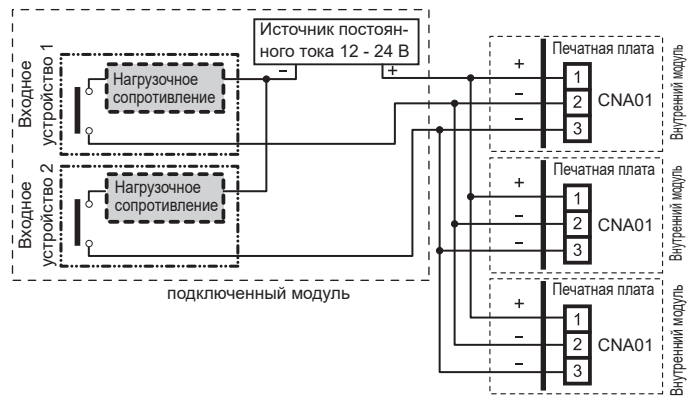 Источник постоян-
ного тока 12 - 24 В
−
+
Входное
устройство 1
Нагрузочное
сопротивление
Входное
устройство 2
Нагрузочное
сопротивление
подключенный модуль
Печатная плата
+
1
−
2
CNA01
−
3
Внутренний модуль
Печатная плата
+
1
−
2
CNA01
−
3
Внутренний модуль
Печатная плата
+
1
−
2
CNA01
−
3
Внутренний модуль